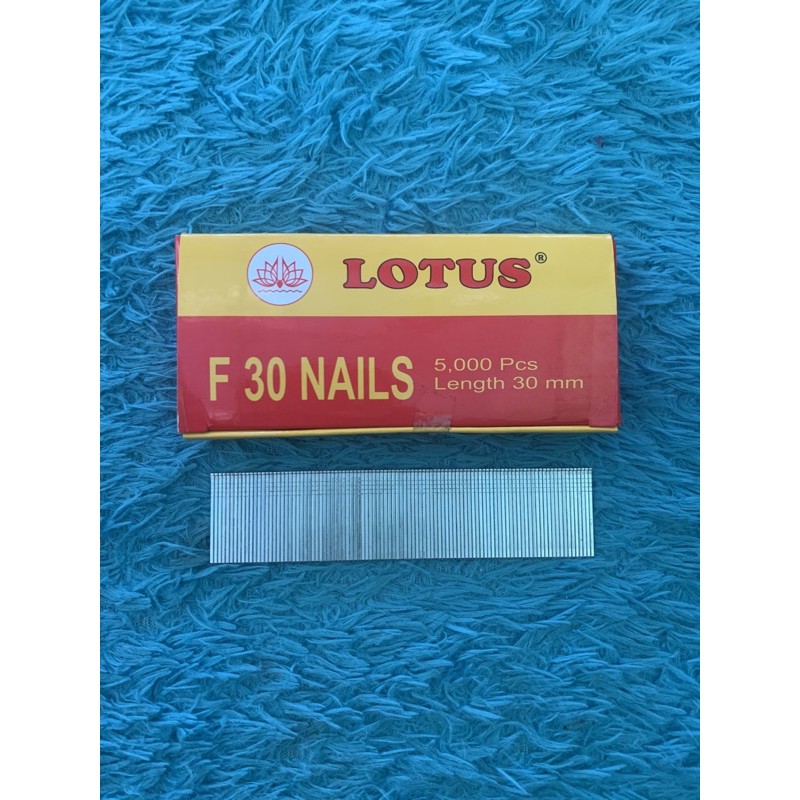 LOTUS®
F 30 NAILS
5,000 Pcs
Length 30 mm